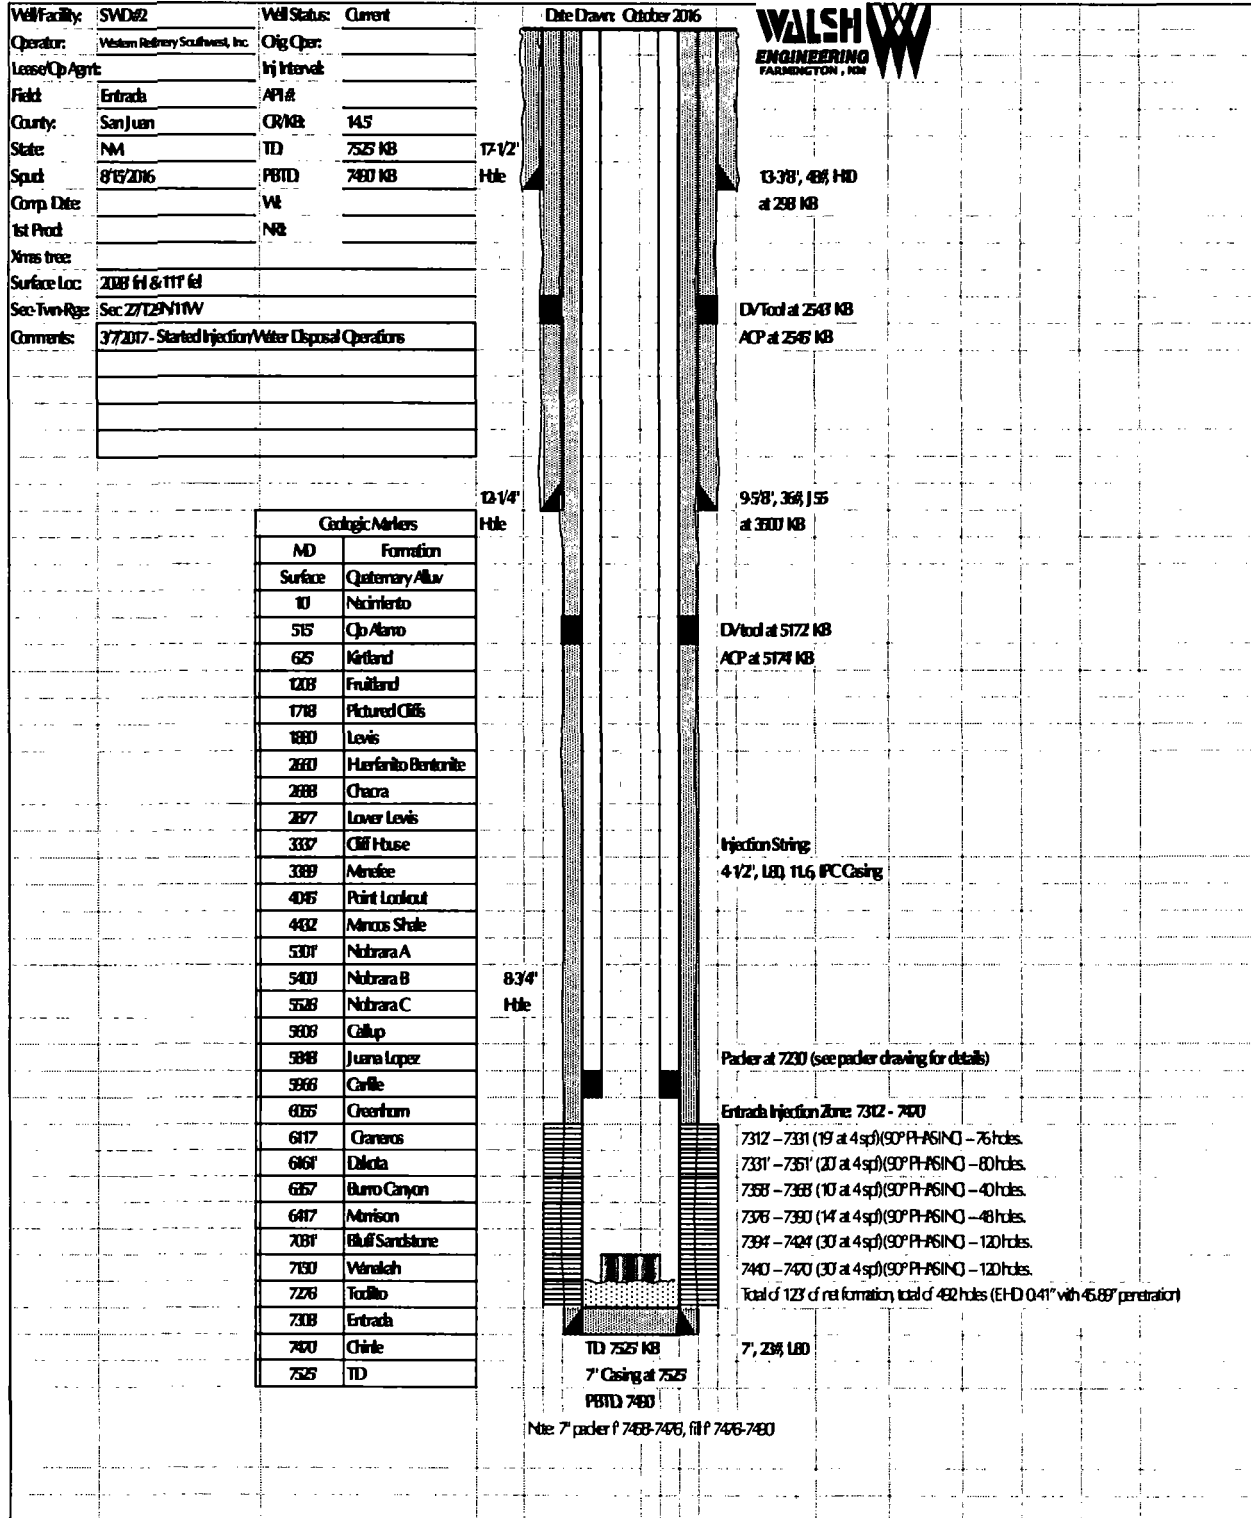 Well/Facility: SWD#2 Well Status: Current
Operator: Western Refinery Southwest, Inc. Orig Oper:
Lease/Op Agmt: Inj Interval:
Field: Entrada API #:
County: San Juan GR/KB: 14.5'
State: NM TD: 7525' KB
Spud: 8/15/2016 PBTD: 7490' KB
Comp. Date: WI:
1st Prod: NRI:
Xmas tree:
Surface Loc: 2028' fnl & 111' fel
Sec-Twn-Rge: Sec 27/T29N/11W
Comments: 3/7/2017 - Started Injection/Water Disposal Operations
Date Drawn: October 2016
WALSH
ENGINEERING
FARMINGTON, NM
17-1/2"
Hole
13-3/8", 48#, H40
at 298' KB
DV Tool at 2543' KB
ACP at 2545' KB
12-1/4"
Hole
9-5/8", 36#, J55
at 3500' KB
Geologic Markers
MD Formation
Surface Quaternary Alluv
10' Nacimiento
515' Ojo Alamo
625' Kirtland
1208' Fruitland
1718' Pictured Cliffs
1880' Lewis
2660' Huerfanito Bentonite
2688' Chacra
2877' Lower Lewis
3337' Cliff House
3389' Menefee
4045' Point Lookout
4432' Mancos Shale
5301' Niobrara A
5400' Niobrara B
5526' Niobrara C
5608' Gallup
5848' Juana Lopez
5966' Carlile
6055' Greenhorn
6117' Graneros
6161' Dakota
6357' Burro Canyon
6417' Morrison
7031' Bluff Sandstone
7150' Wanakah
7276' Todilto
7308' Entrada
7470' Chinle
7525' TD
DV tool at 5172' KB
ACP at 5174' KB
Injection String:
4-1/2", L80, 11.6, IPC Casing
8-3/4"
Hole
Packer at 7230' (see packer drawing for details)
Entrada Injection Zone: 7312' - 7470'
7312' – 7331' (19' at 4 spf)(90° PHASING) – 76 holes.
7331' – 7351' (20' at 4 spf)(90° PHASING) – 80 holes.
7358' – 7368' (10' at 4 spf)(90° PHASING) – 40 holes.
7376' – 7390' (14' at 4 spf)(90° PHASING) – 48 holes.
7394' – 7424' (30' at 4 spf)(90° PHASING) – 120 holes.
7440' – 7470' (30' at 4 spf)(90° PHASING) – 120 holes.
Total of 123' of net formation, total of 492 holes (EHD 0.41" with 45.89" penetration)
TD: 7525' KB
7" Casing at 7525'
PBTD: 7490'
7", 23#, L80
Note: 7" packer f' 7458-7476', fill f' 7476-7490'